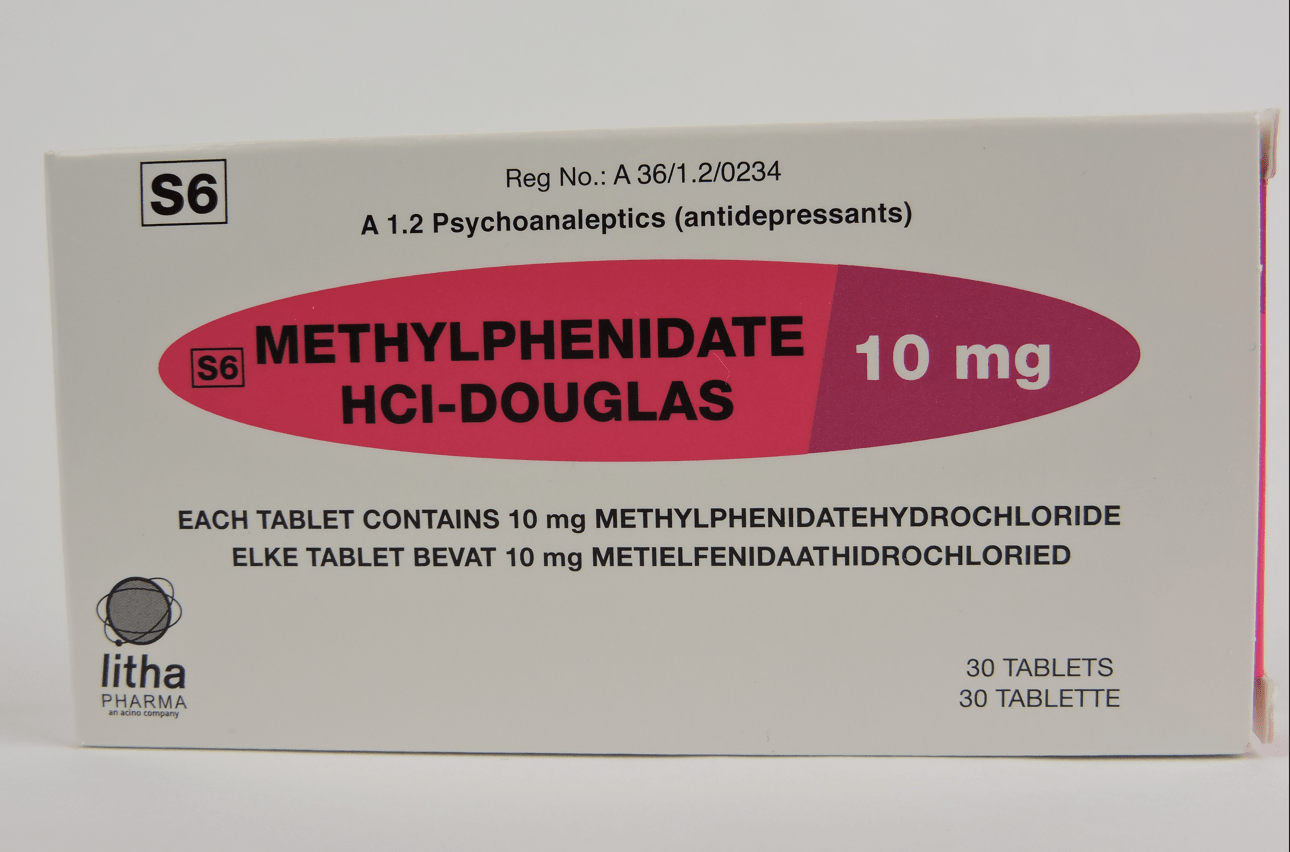 S6
Reg No.: A 36/1.2/0234
A 1.2 Psychoanaleptics (antidepressants)
S6 METHYLPHENIDATE
HCl-DOUGLAS
10 mg
EACH TABLET CONTAINS 10 mg METHYLPHENIDATEHYDROCHLORIDE
ELKE TABLET BEVAT 10 mg METIELFENIDAATHIDROCHLORIED
litha
PHARMA
an acino company
30 TABLETS
30 TABLETTE